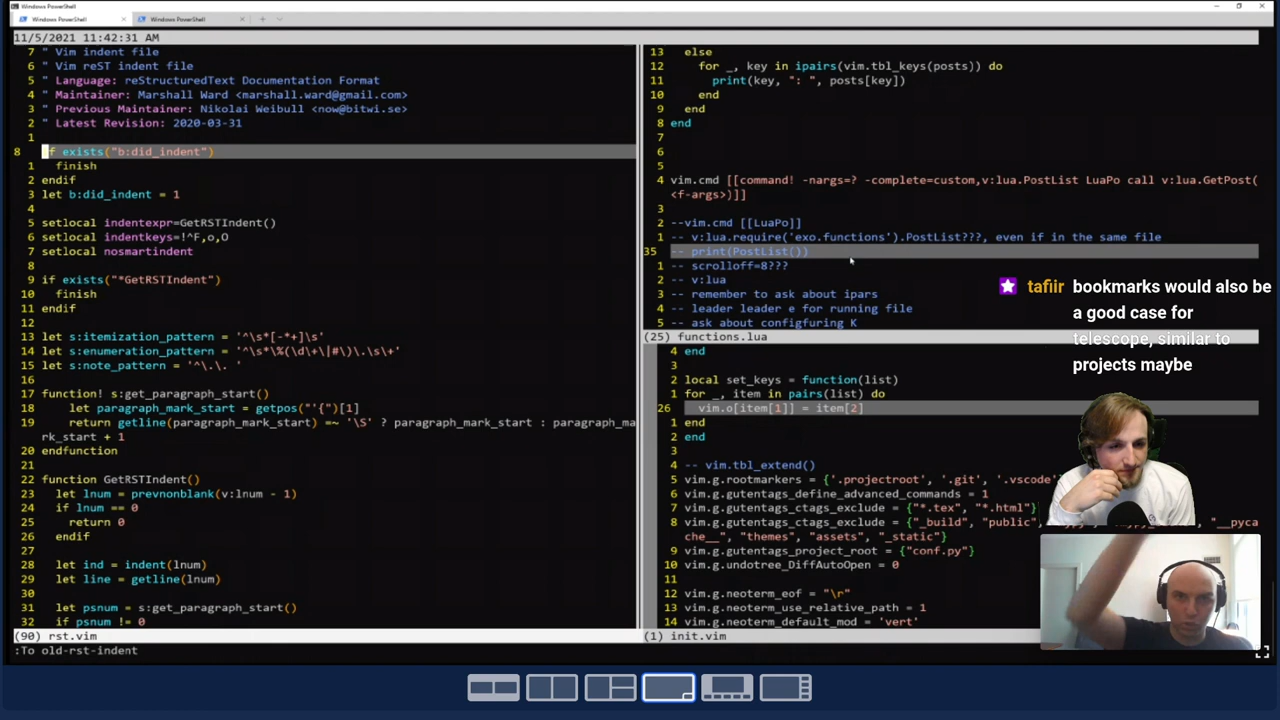 Windows PowerShell
Windows PowerShell
Windows PowerShell
11/5/2021 11:42:31 AM
7 " Vim indent file
6 " Vim reST indent file
5 " Language: reStructuredText Documentation Format
4 " Maintainer: Marshall Ward <marshall.ward@gmail.com>
3 " Previous Maintainer: Nikolai Weibull <now@bitwi.se>
2 " Latest Revision: 2020-03-31
1
8 if exists("b:did_indent")
1 finish
2 endif
3 let b:did_indent = 1
4
5 setlocal indentexpr=GetRSTIndent()
6 setlocal indentkeys=!^F,o,O
7 setlocal nosmartindent
8
9 if exists("*GetRSTIndent")
10 finish
11 endif
12
13 let s:itemization_pattern = '^\s*[-*+]\s'
14 let s:enumeration_pattern = '^\s*\%(\d\+\|#\)\.\s\+'
15 let s:note_pattern = '^\.\. '
16
17 function! s:get_paragraph_start()
18 let paragraph_mark_start = getpos("'{")[1]
19 return getline(paragraph_mark_start) =~ '\S' ? paragraph_mark_start : paragraph_ma
rk_start + 1
20 endfunction
21
22 function GetRSTIndent()
23 let lnum = prevnonblank(v:lnum - 1)
24 if lnum == 0
25 return 0
26 endif
27
28 let ind = indent(lnum)
29 let line = getline(lnum)
30
31 let psnum = s:get_paragraph_start()
32 if psnum != 0
(90) rst.vim
:To old-rst-indent
13 else
12 for _, key in ipairs(vim.tbl_keys(posts)) do
11 print(key, ": ", posts[key])
10 end
9 end
8 end
7
6
5
4 vim.cmd [[command! -nargs=? -complete=custom,v:lua.PostList LuaPo call v:lua.GetPost(
<f-args>)]]
3
2 --vim.cmd [[LuaPo]]
1 -- v:lua.require('exo.functions').PostList???, even if in the same file
35 -- print(PostList())
1 -- scrolloff=8???
2 -- v:lua
3 -- remember to ask about ipars
4 -- leader leader e for running file
5 -- ask about configfuring K
(25) functions.lua
4 end
3
2 local set_keys = function(list)
1 for _, item in pairs(list) do
26 vim.o[item[1]] = item[2]
1 end
2 end
3
4 -- vim.tbl_extend()
5 vim.g.rootmarkers = {'.projectroot', '.git', '.vscode'
6 vim.g.gutentags_define_advanced_commands = 1
7 vim.g.gutentags_ctags_exclude = {"*.tex", "*.html"}
8 vim.g.gutentags_ctags_exclude = {"_build", "public", "__pyca
che__", "themes", "assets", "_static"}
9 vim.g.gutentags_project_root = {"conf.py"}
10 vim.g.undotree_DiffAutoOpen = 0
11
12 vim.g.neoterm_eof = "\r"
13 vim.g.neoterm_use_relative_path = 1
14 vim.g.neoterm_default_mod = 'vert'
(1) init.vim
tafiir bookmarks would also be
a good case for
telescope, similar to
projects maybe